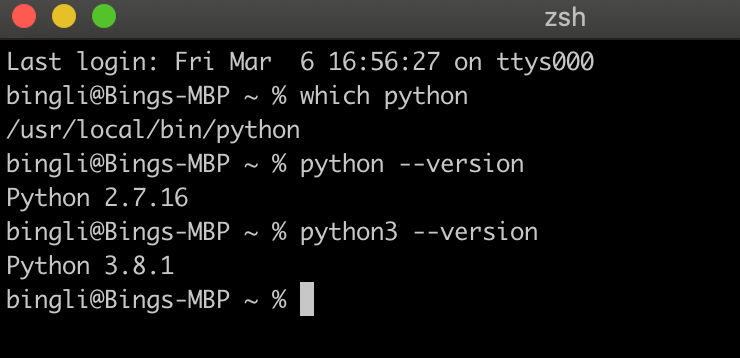 zsh
Last login: Fri Mar  6 16:56:27 on ttys000
bingli@Bings-MBP ~ % which python
/usr/local/bin/python
bingli@Bings-MBP ~ % python --version
Python 2.7.16
bingli@Bings-MBP ~ % python3 --version
Python 3.8.1
bingli@Bings-MBP ~ %